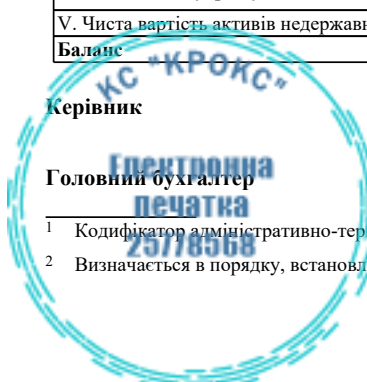 V. Чиста вартість активів недержавн
Баланс
КС "КРОКС"
Керівник
Електронна
Головний бухгалтер
печатка
1 Кодифікатор адміністративно-тер
25778568
2 Визначається в порядку, встановл